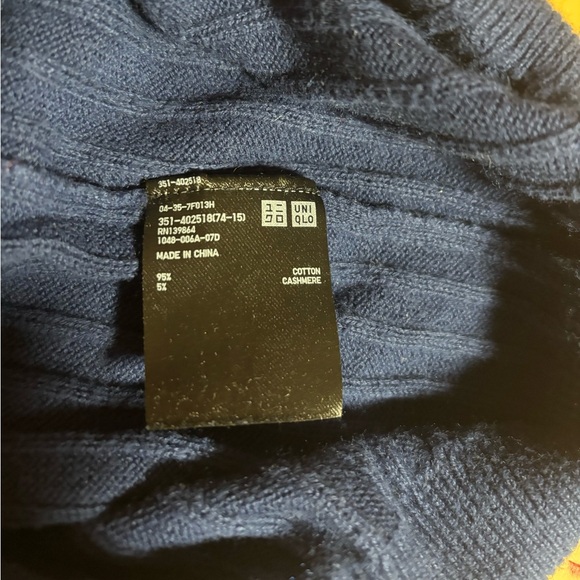 351-402518
04-35-7F013H
351-402518(74-15)
RN139864
1048-006A-07D
MADE IN CHINA
ユニ
クロ
UNI
QLO
95% COTTON
5% CASHMERE